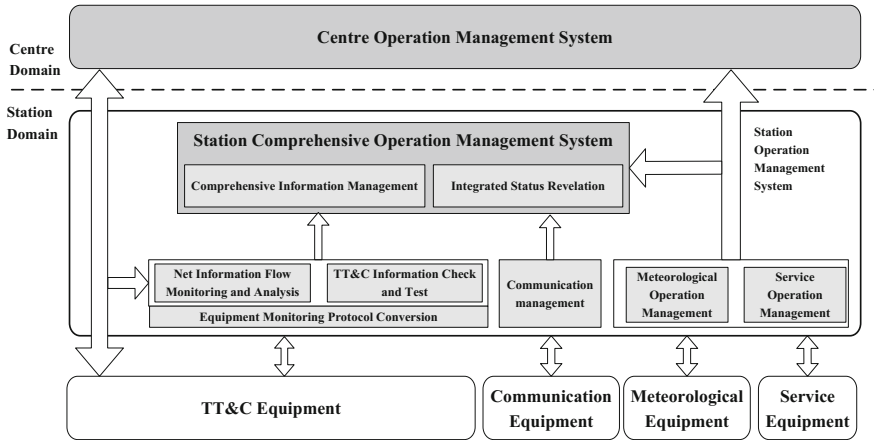 Centre Operation Management System
Centre
Domain
Station
Domain
Station Comprehensive Operation Management System
Comprehensive Information Management
Integrated Status Revelation
Station
Operation
Management
System
Net Information Flow
Monitoring and Analysis
TT&C Information Check
and Test
Equipment Monitoring Protocol Conversion
Communication
management
Meteorological
Operation
Management
Service
Operation
Management
TT&C Equipment
Communication
Equipment
Meteorological
Equipment
Service
Equipment